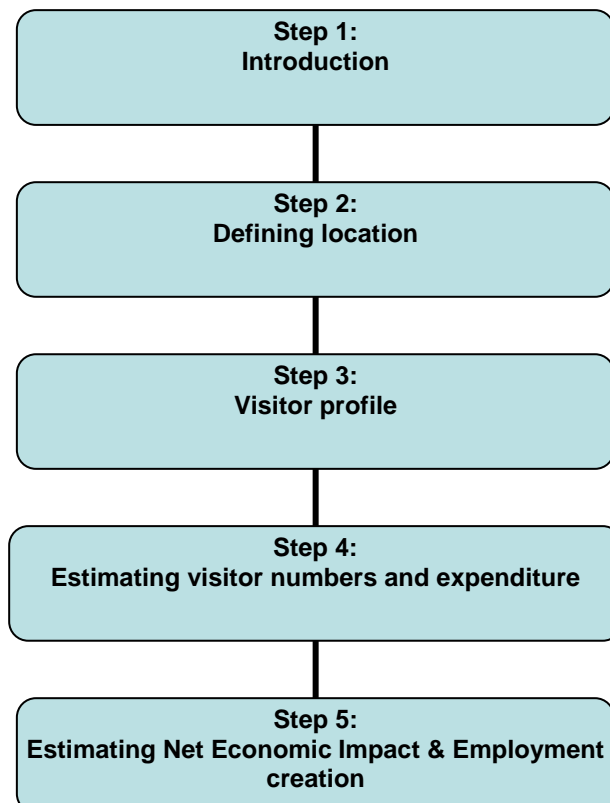 Step 1:
Introduction
Step 2:
Defining location
Step 3:
Visitor profile
Step 4:
Estimating visitor numbers and expenditure
Step 5:
Estimating Net Economic Impact & Employment
creation